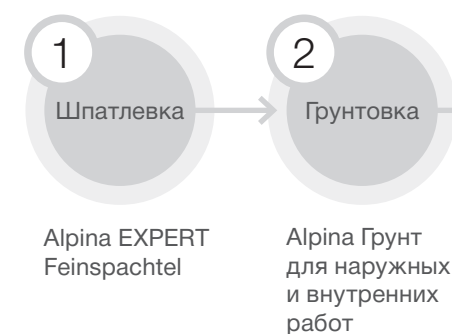 1
Шпатлевка
Alpina EXPERT
Feinspachtel
2
Грунтовка
Alpina Грунт
для наружных
и внутренних
работ